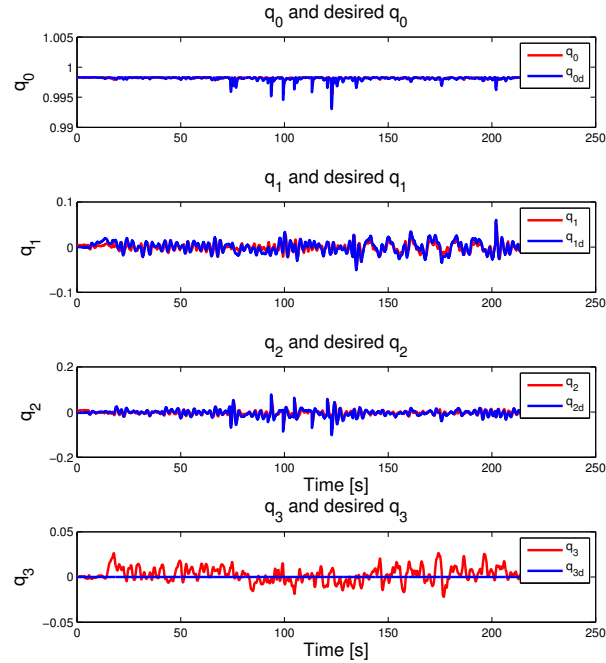 q0 and desired q0
1.005
1
0.995
0.99
q0
q0
q0d
0 50 100 150 200 250
q1 and desired q1
0.1
0
−0.1
q1
q1
q1d
0 50 100 150 200 250
q2 and desired q2
0.2
0
−0.2
q2
q2
q2d
0 50 100 150 200 250
Time [s]
q3 and desired q3
0.05
0
−0.05
q3
q3
q3d
0 50 100 150 200 250
Time [s]